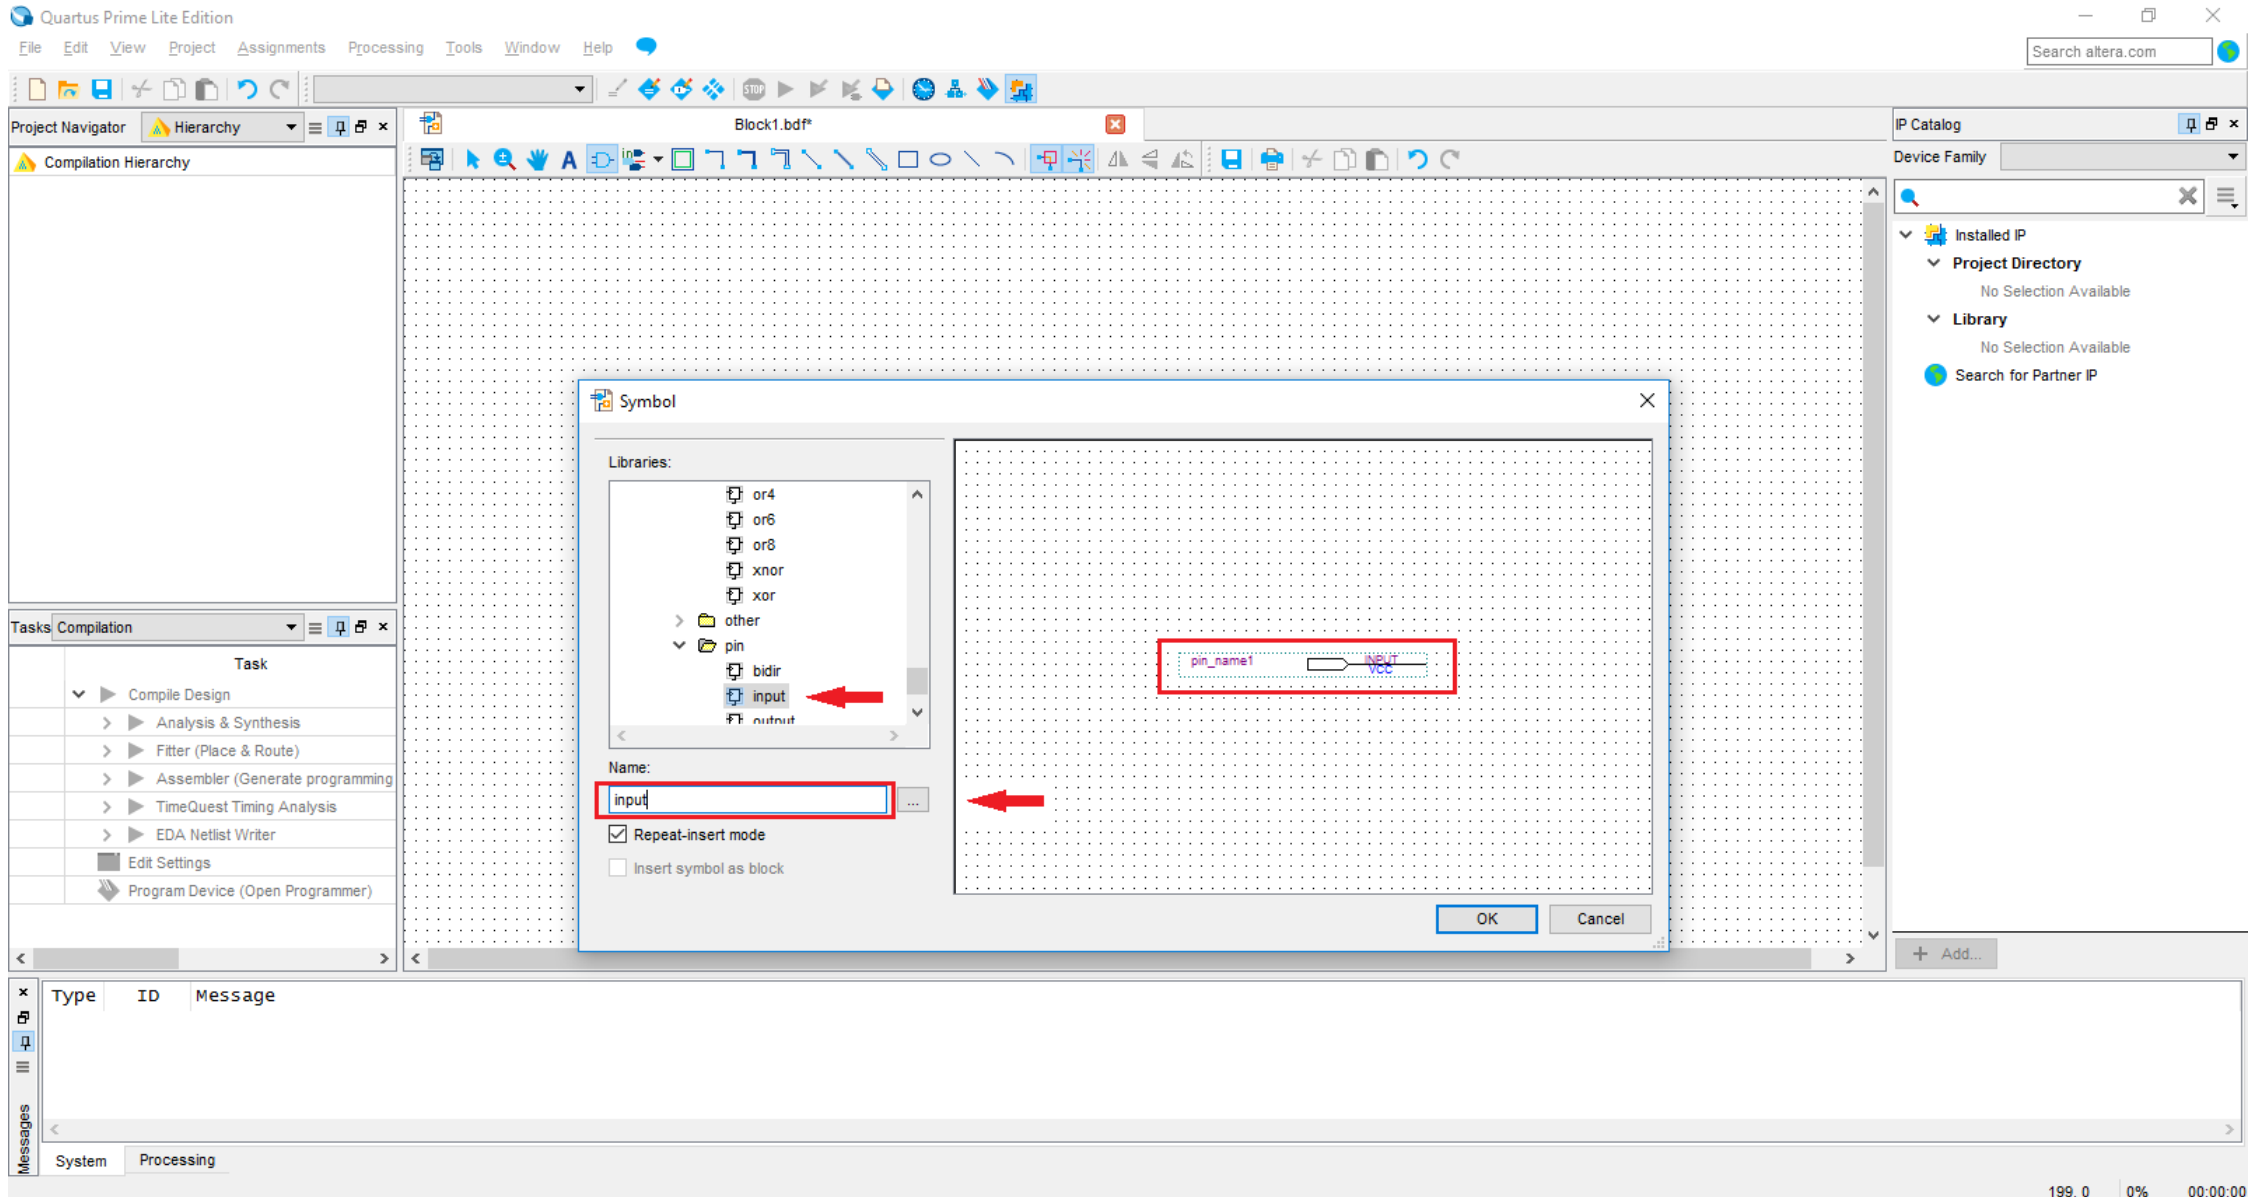 Quartus Prime Lite Edition
File Edit View Project Assignments Processing Tools Window Help
Search altera.com
STOP
Project Navigator Hierarchy
Compilation Hierarchy
Block1.bdf*
A in
IP Catalog
Device Family
Installed IP
Project Directory
No Selection Available
Library
No Selection Available
Search for Partner IP
+ Add...
Symbol
Libraries:
or4
or6
or8
xnor
xor
other
pin
bidir
input
output
Name:
input
...
Repeat-insert mode
Insert symbol as block
pin_name1 INPUT
VCC
OK Cancel
Tasks Compilation
Task
Compile Design
Analysis & Synthesis
Fitter (Place & Route)
Assembler (Generate programming
TimeQuest Timing Analysis
EDA Netlist Writer
Edit Settings
Program Device (Open Programmer)
Type ID Message
Messages
System Processing
199, 0 0% 00:00:00